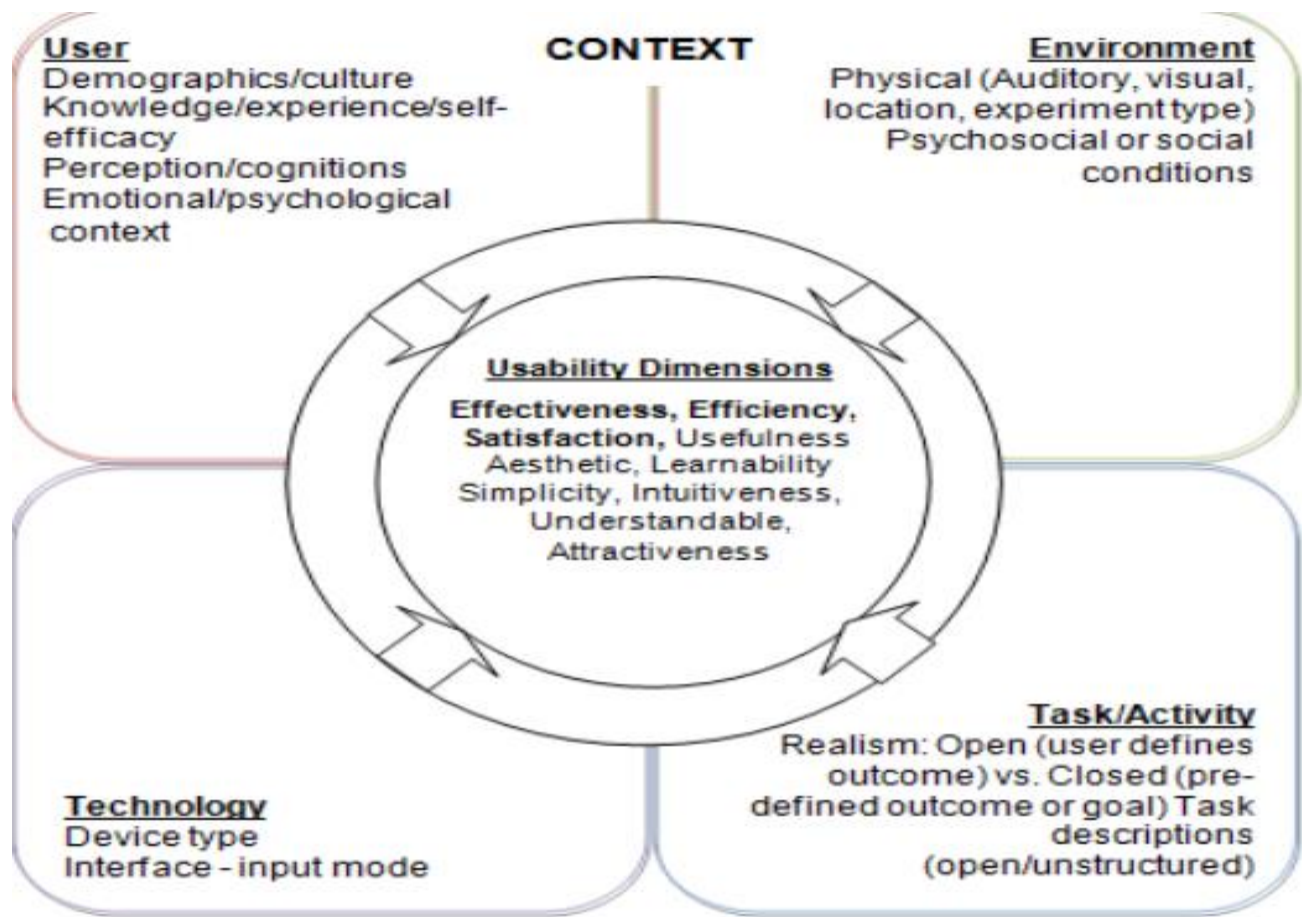 CONTEXT
User
Demographics/culture
Knowledge/experience/self-
efficacy
Perception/cognitions
Emotional/psychological
context
Environment
Physical (Auditory, visual,
location, experiment type)
Psychosocial or social
conditions
Usability Dimensions
Effectiveness, Efficiency,
Satisfaction, Usefulness
Aesthetic, Learnability
Simplicity, Intuitiveness,
Understandable,
Attractiveness
Technology
Device type
Interface - input mode
Task/Activity
Realism: Open (user defines
outcome) vs. Closed (pre-
defined outcome or goal) Task
descriptions
(open/unstructured)